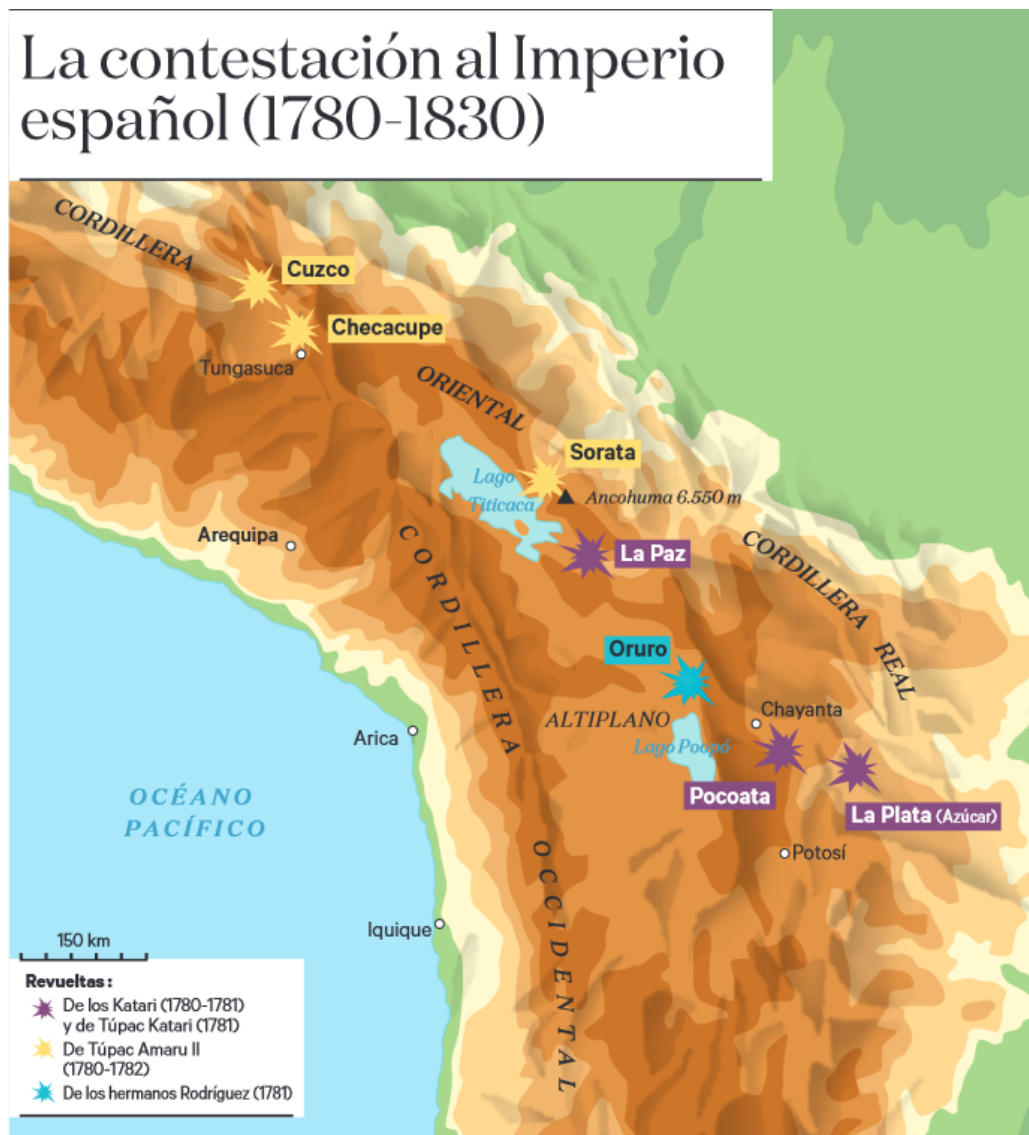 La contestación al Imperio
español (1780-1830)
CORDILLERA
Cuzco
Checacupe
Tungasuca
ORIENTAL
Sorata
Lago
Titicaca
Ancohuma 6.550 m
Arequipa
La Paz
CORDILLERA
CORDILLERA
REAL
Oruro
Chayanta
ALTIPLANO
Arica
Lago Poopó
Pocoata
La Plata (Azúcar)
OCÉANO
PACÍFICO
Potosí
OCCIDENTAL
Iquique
150 km
Revueltas :
De los Katari (1780-1781)
y de Túpac Katari (1781)
De Túpac Amaru II
(1780-1782)
De los hermanos Rodríguez (1781)